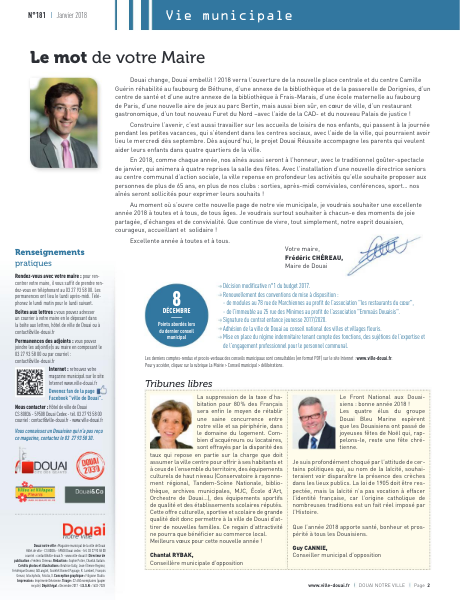 N°181 | Janvier 2018
Vie municipale
Le mot de votre Maire
Douai change, Douai embellit ! 2018 verra l'ouverture de la nouvelle place centrale et du centre Camille
Guérin réhabilité au faubourg de Béthune, d'une annexe de la bibliothèque et de la passerelle de Dorignies, d'un
centre de santé et d'une autre annexe de la bibliothèque à Frais-Marais, d'une école maternelle au faubourg
de Paris, d'une nouvelle aire de jeux au parc Bertin, mais aussi bien sûr, en cœur de ville, d'un restaurant
gastronomique, d'un tout nouveau Furet du Nord -avec l'aide de la CAD- et du nouveau Palais de justice !
Construire l'avenir, c'est aussi travailler sur les accueils de loisirs de nos enfants, qui passent à la journée
pendant les petites vacances, qui s'étendent dans les centres sociaux, avec l'aide de la ville, qui pourraient avoir
lieu le mercredi dès septembre. Dès aujourd'hui, le projet Douai Réussite accompagne les parents qui veulent
aider leurs enfants dans quatre quartiers de la ville.
En 2018, comme chaque année, nos aînés aussi seront à l'honneur, avec le traditionnel goûter-spectacle
de janvier, qui animera à quatre reprises la salle des fêtes. Avec l'installation d'une nouvelle directrice seniors
au centre communal d'action sociale, la ville repense en profondeur les activités qu'elle souhaite proposer aux
personnes de plus de 65 ans, en plus de nos clubs : sorties, après-midi conviviales, conférences, sport... nos
aînés seront sollicités pour exprimer leurs souhaits !
Au moment où s'ouvre cette nouvelle page de notre vie municipale, je voudrais souhaiter une excellente
année 2018 à toutes et à tous, de tous âges. Je voudrais surtout souhaiter à chacun-e des moments de joie
partagée, d'échanges et de convivialité. Que continue de vivre, tout simplement, notre esprit douaisien,
courageux, accueillant et solidaire !
Excellente année à toutes et à tous.
Votre maire,
Frédéric CHÉREAU,
Maire de Douai
Renseignements
pratiques
Rendez-vous avec votre maire : pour ren-
contrer votre maire, il vous suffit de prendre ren-
dez-vous en téléphonant au 03 27 93 58 00. Les
permanences ont lieu le lundi après-midi. Télé-
phonez le lundi matin pour le lundi suivant.
Boîtes aux lettres : vous pouvez adresser
un courrier à votre maire en le déposant dans
la boîte aux lettres, hôtel de ville de Douai ou à
contact@ville-douai.fr
Permanences des adjoints : vous pouvez
joindre les adjoint(e)s au maire en composant le
03 27 93 58 00 ou par courriel :
contact@ville-douai.fr
Internet : retrouvez votre
magazine municipal sur le site
Internet www.ville-douai.fr
Devenez fan de la page
Facebook "ville de Douai".
Nous contacter : Hôtel de ville de Douai
CS 80836 - 59508 Douai Cedex - tél. 03 27 93 58 00
courriel : contact@ville-douai.fr - www.ville-douai.fr
Vous connaissez un Douaisien qui n'a pas reçu
ce magazine, contactez le 03 27 93 58 30.
8
DÉCEMBRE
Points abordés lors
du dernier conseil
municipal
Décision modificative n°1 du budget 2017.
Renouvellement des conventions de mise à disposition :
- de modules au 78 rue de Marchiennes au profit de l'association "les restaurants du cœur",
- de l'immeuble au 25 rue des Minimes au profit de l'association "Emmaüs Douaisis".
Signature du contrat enfance jeunesse 2017/2020.
Adhésion de la ville de Douai au conseil national des villes et villages fleuris.
Mise en place du régime indemnitaire tenant compte des fonctions, des sujétions de l'expertise et
de l'engagement professionnel pour le personnel communal.
Les derniers comptes-rendus et procès verbaux des conseils municipaux sont consultables (en format PDF) sur le site Internet : www.ville-douai.fr
Pour y accéder, cliquez sur la rubrique la Mairie > Conseil municipal > délibérations.
Tribunes libres
La suppression de la taxe d'ha-
bitation pour 80% des Français
sera enfin le moyen de rétablir
une saine concurrence entre
notre ville et sa périphérie, dans
le domaine du logement. Com-
bien d'acquéreurs ou locataires,
sont effrayés par la disparité des
taux qui repose en partie sur la charge que doit
assumer la ville centre pour offrir à ses habitants et
à ceux de l'ensemble du territoire, des équipements
culturels de haut niveau (Conservatoire à rayonne-
ment régional, Tandem-Scène Nationale, biblio-
thèque, archives municipales, MJC, École d'Art,
Orchestre de Douai...), des équipements sportifs
de qualité et des établissements scolaires réputés.
Cette offre culturelle, sportive et scolaire de grande
qualité doit donc permettre à la ville de Douai d'at-
tirer de nouvelles familles. Ce regain d'attractivité
ne pourra que bénéficier au commerce local.
Meilleurs vœux pour cette nouvelle année !
Chantal RYBAK,
Conseillère municipale d'opposition
Le Front National aux Douai-
siens : bonne année 2018 !
Les quatre élus du groupe
Douai Bleu Marine espèrent
que les Douaisiens ont passé de
joyeuses fêtes de Noël qui, rap-
pelons-le, reste une fête chré-
tienne.
Je suis profondément choqué par l'attitude de cer-
tains politiques qui, au nom de la laïcité, souhai-
teraient voir disparaître la présence des crèches
dans les lieux publics. La loi de 1905 doit être res-
pectée, mais la laïcité n'a pas vocation à effacer
l'identité française, car l'origine catholique de
nombreuses traditions est un fait réel imposé par
l'Histoire.
Que l'année 2018 apporte santé, bonheur et pros-
périté à tous les Douaisiens.
Guy CANNIE,
Conseiller municipal d'opposition
DOUAI
DOUAI
2030
Douai&Co
Douai
notre ville
www.ville-douai.fr | DOUAI NOTRE VILLE | Page 2